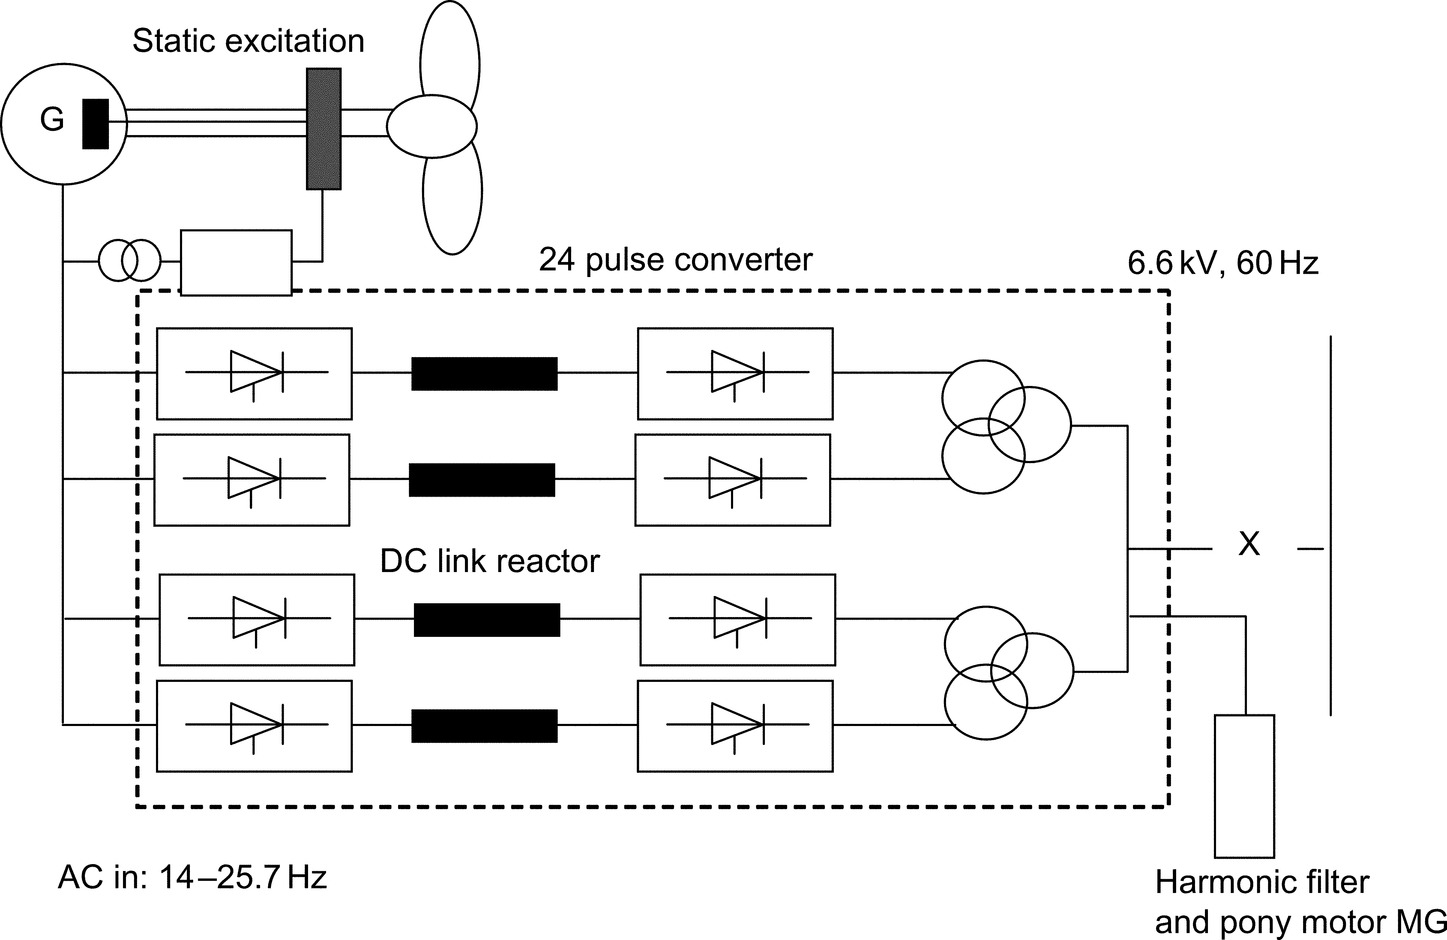 Static excitation
G
24 pulse converter
6.6 kV, 60 Hz
DC link reactor
X
AC in: 14–25.7 Hz
Harmonic filter
and pony motor MG